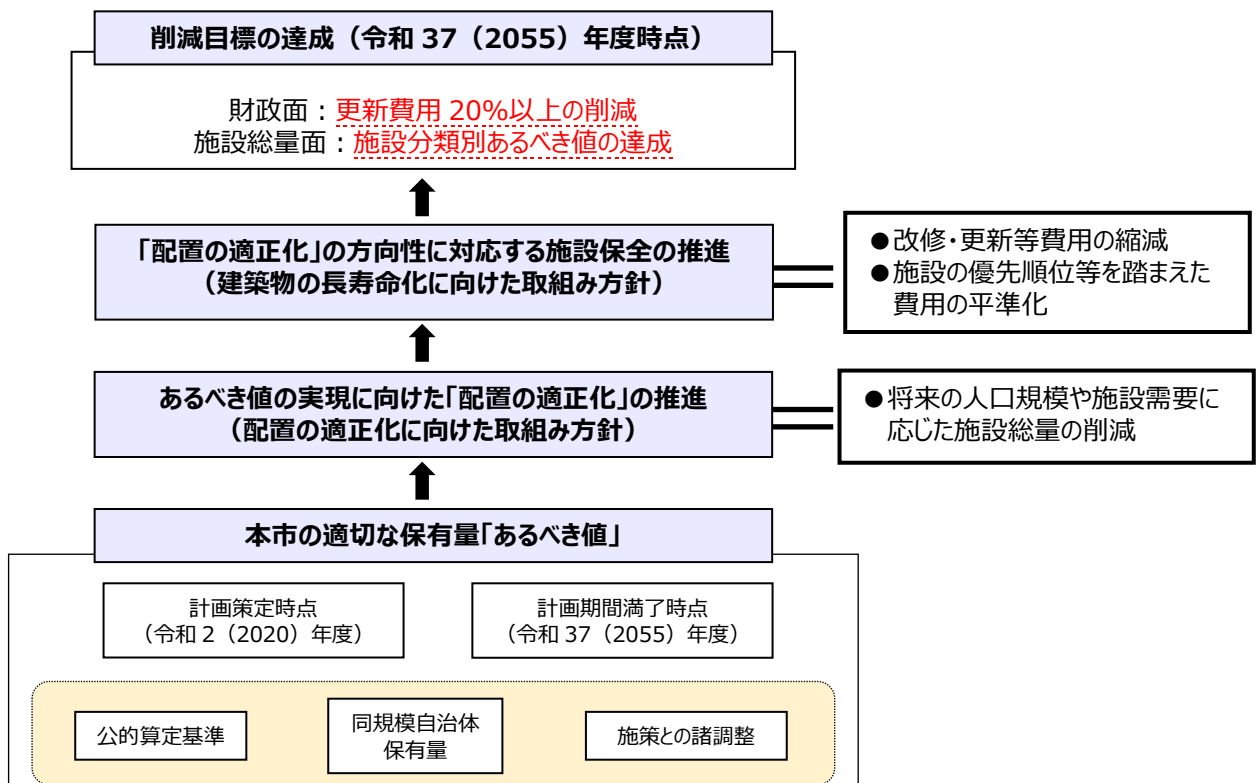 削減目標の達成（令和 37（2055）年度時点）
財政面：更新費用 20%以上の削減
施設総量面：施設分類別あるべき値の達成
「配置の適正化」の方向性に対応する施設保全の推進
（建築物の長寿命化に向けた取組み方針）
●改修・更新等費用の縮減
●施設の優先順位等を踏まえた
費用の平準化
あるべき値の実現に向けた「配置の適正化」の推進
（配置の適正化に向けた取組み方針）
●将来の人口規模や施設需要に
応じた施設総量の削減
本市の適切な保有量「あるべき値」
計画策定時点
（令和 2（2020）年度）
計画期間満了時点
（令和 37（2055）年度）
公的算定基準
同規模自治体
保有量
施策との諸調整